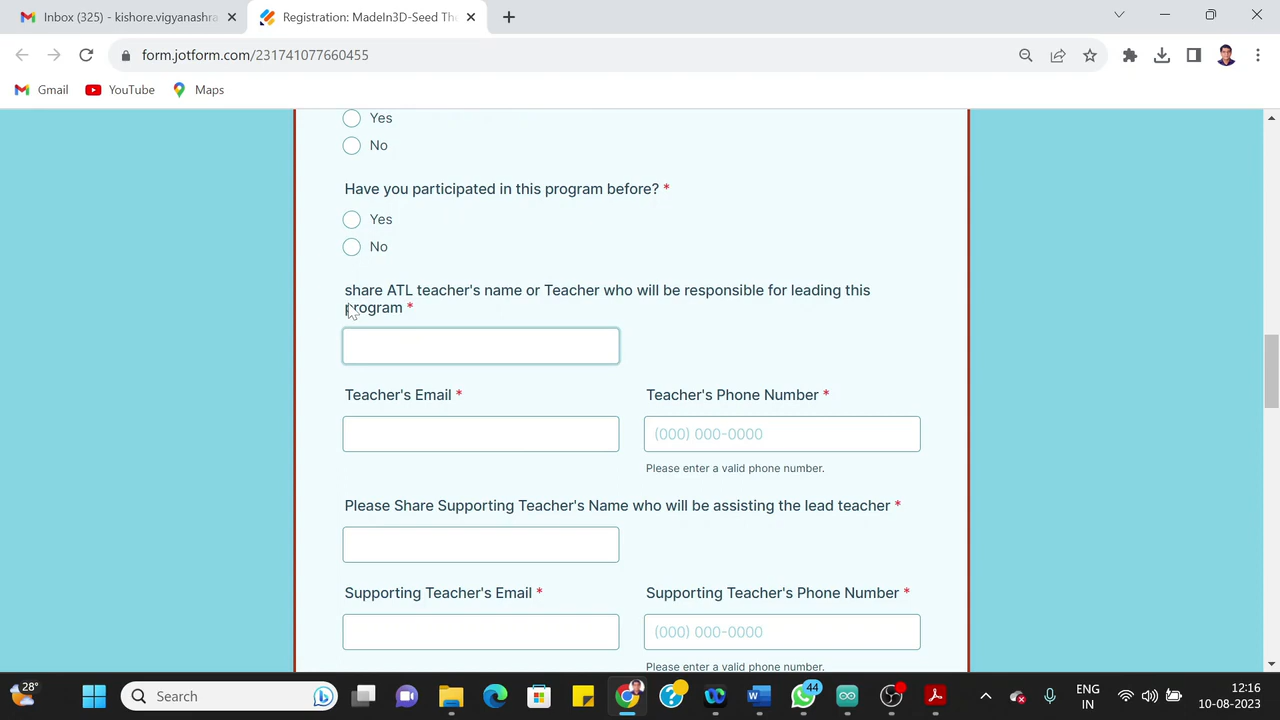 Inbox (325) - kishore.vigyanashra
Registration: MadeIn3D-Seed The
form.jotform.com/231741077660455
Gmail
YouTube
Maps
Yes
No
Have you participated in this program before? *
Yes
No
share ATL teacher's name or Teacher who will be responsible for leading this
program *
Teacher's Email *
Teacher's Phone Number *
(000) 000-0000
Please enter a valid phone number.
Please Share Supporting Teacher's Name who will be assisting the lead teacher *
Supporting Teacher's Email *
Supporting Teacher's Phone Number *
(000) 000-0000
Please enter a valid phone number.
28°
Search
44
ENG
IN
12:16
10-08-2023